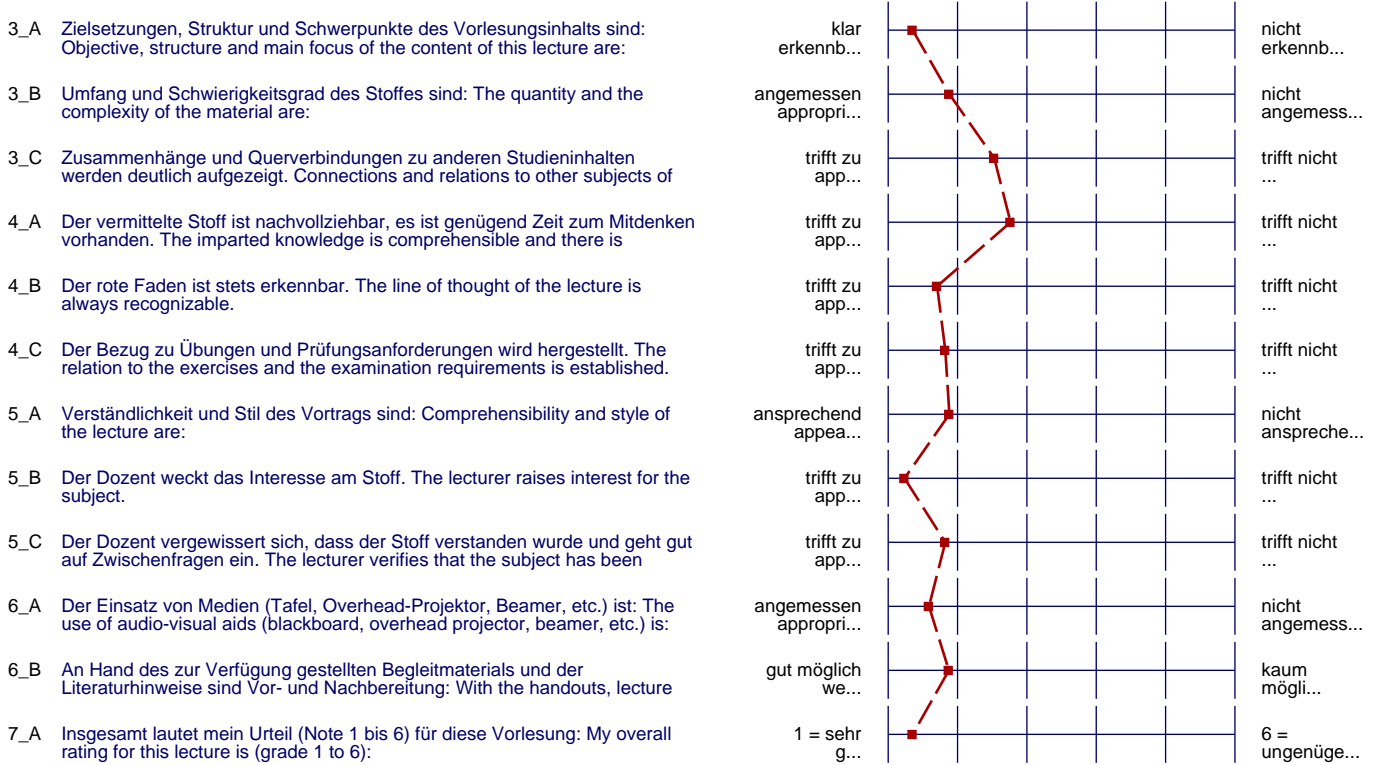 3_A Zielsetzungen, Struktur und Schwerpunkte des Vorlesungsinhalts sind: klar nicht
Objective, structure and main focus of the content of this lecture are: erkennb... erkennb...
3_B Umfang und Schwierigkeitsgrad des Stoffes sind: The quantity and the angemessen nicht
complexity of the material are: appropri... angemess...
3_C Zusammenhänge und Querverbindungen zu anderen Studieninhalten trifft zu trifft nicht
werden deutlich aufgezeigt. Connections and relations to other subjects of app... ...
4_A Der vermittelte Stoff ist nachvollziehbar, es ist genügend Zeit zum Mitdenken trifft zu trifft nicht
vorhanden. The imparted knowledge is comprehensible and there is app... ...
4_B Der rote Faden ist stets erkennbar. The line of thought of the lecture is trifft zu trifft nicht
always recognizable. app... ...
4_C Der Bezug zu Übungen und Prüfungsanforderungen wird hergestellt. The trifft zu trifft nicht
relation to the exercises and the examination requirements is established. app... ...
5_A Verständlichkeit und Stil des Vortrags sind: Comprehensibility and style of ansprechend nicht
the lecture are: appea... anspreche...
5_B Der Dozent weckt das Interesse am Stoff. The lecturer raises interest for the trifft zu trifft nicht
subject. app... ...
5_C Der Dozent vergewissert sich, dass der Stoff verstanden wurde und geht gut trifft zu trifft nicht
auf Zwischenfragen ein. The lecturer verifies that the subject has been app... ...
6_A Der Einsatz von Medien (Tafel, Overhead-Projektor, Beamer, etc.) ist: The angemessen nicht
use of audio-visual aids (blackboard, overhead projector, beamer, etc.) is: appropri... angemess...
6_B An Hand des zur Verfügung gestellten Begleitmaterials und der gut möglich kaum
Literaturhinweise sind Vor- und Nachbereitung: With the handouts, lecture we... mögli...
7_A Insgesamt lautet mein Urteil (Note 1 bis 6) für diese Vorlesung: My overall 1 = sehr 6 =
rating for this lecture is (grade 1 to 6): g... ungenüge...